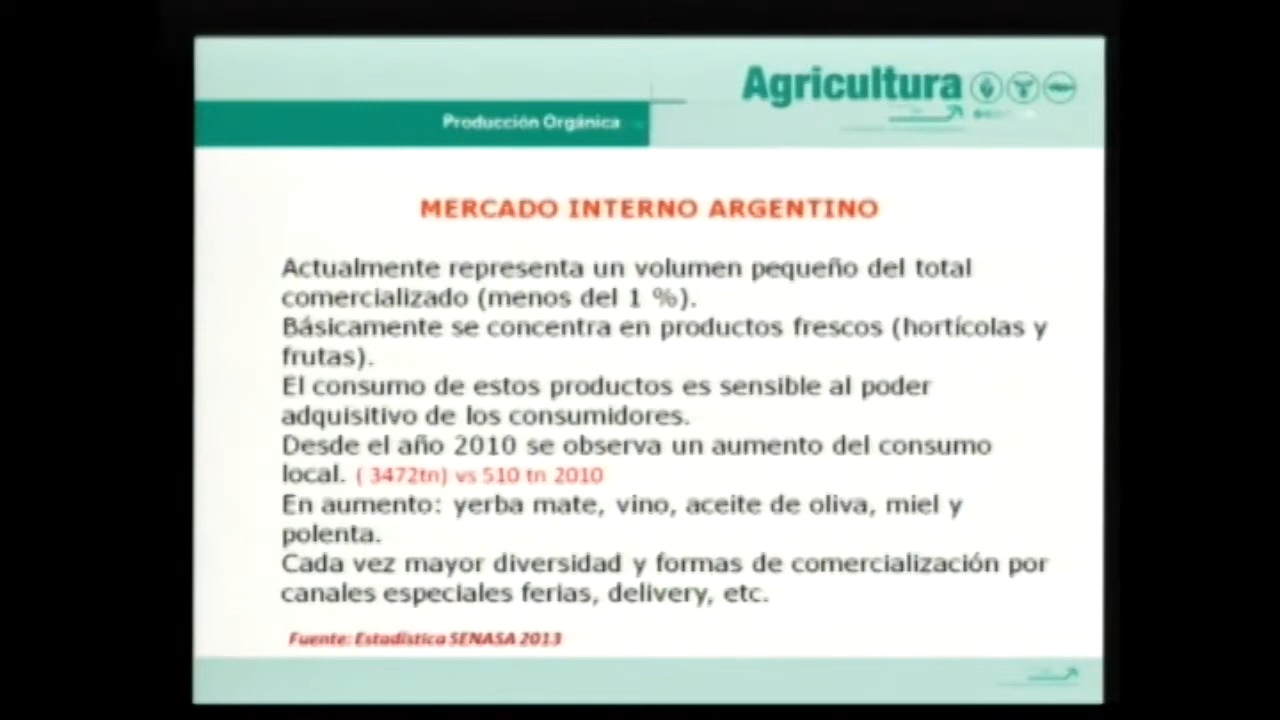 Agricultura
Producción Orgánica
MERCADO INTERNO ARGENTINO
Actualmente representa un volumen pequeño del total
comercializado (menos del 1 %).
Básicamente se concentra en productos frescos (hortícolas y
frutas).
El consumo de estos productos es sensible al poder
adquisitivo de los consumidores.
Desde el año 2010 se observa un aumento del consumo
local. ( 3472tn) vs 510 tn 2010
En aumento: yerba mate, vino, aceite de oliva, miel y
polenta.
Cada vez mayor diversidad y formas de comercialización por
canales especiales ferias, delivery, etc.
Fuente: Estadística SENASA 2013